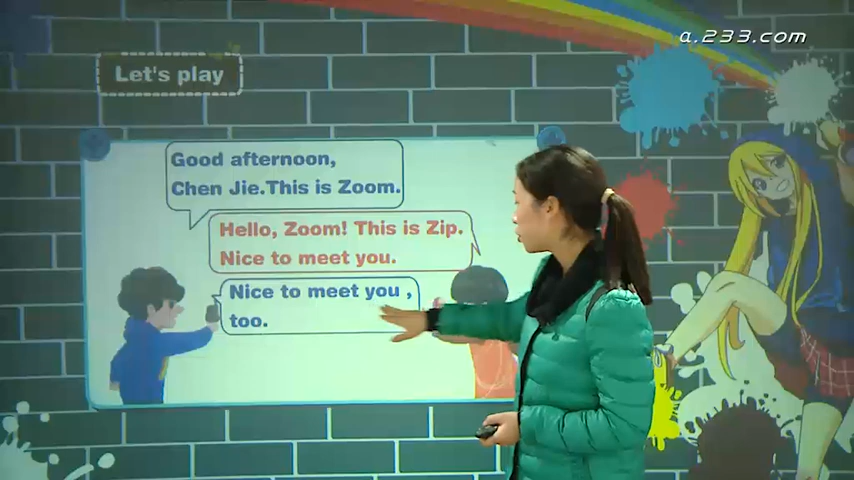 a.233.com
Let's play
Good afternoon,
Chen Jie.This is Zoom.
Hello, Zoom! This is Zip.
Nice to meet you.
Nice to meet you ,
too.